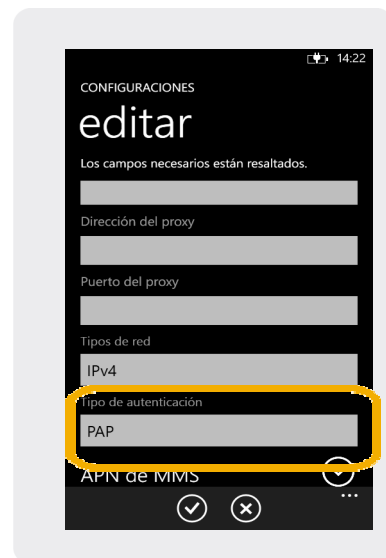 14:22
CONFIGURACIONES
editar
Los campos necesarios están resaltados.
Dirección del proxy
Puerto del proxy
Tipos de red
IPv4
Tipo de autenticación
PAP
APN de MMS
...